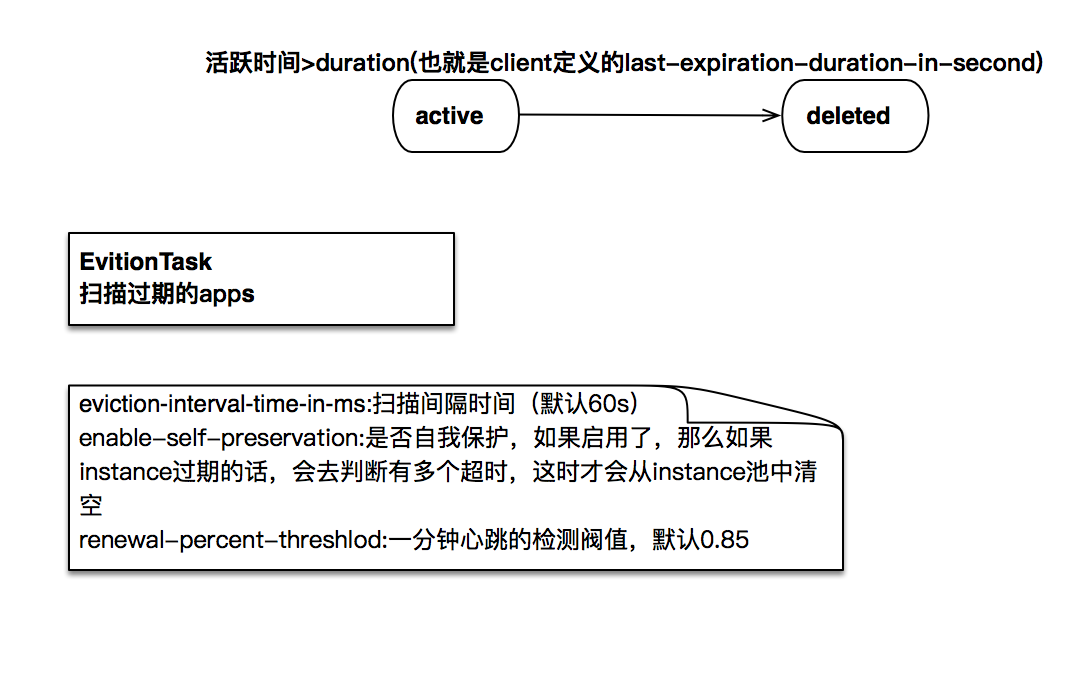 活跃时间>duration(也就是client定义的last-expiration-duration-in-second)
active
deleted
EvitionTask
扫描过期的apps
eviction-interval-time-in-ms:扫描间隔时间（默认60s）
enable-self-preservation:是否自我保护，如果启用了，那么如果
instance过期的话，会去判断有多个超时，这时才会从instance池中清
空
renewal-percent-threshlod:一分钟心跳的检测阀值，默认0.85